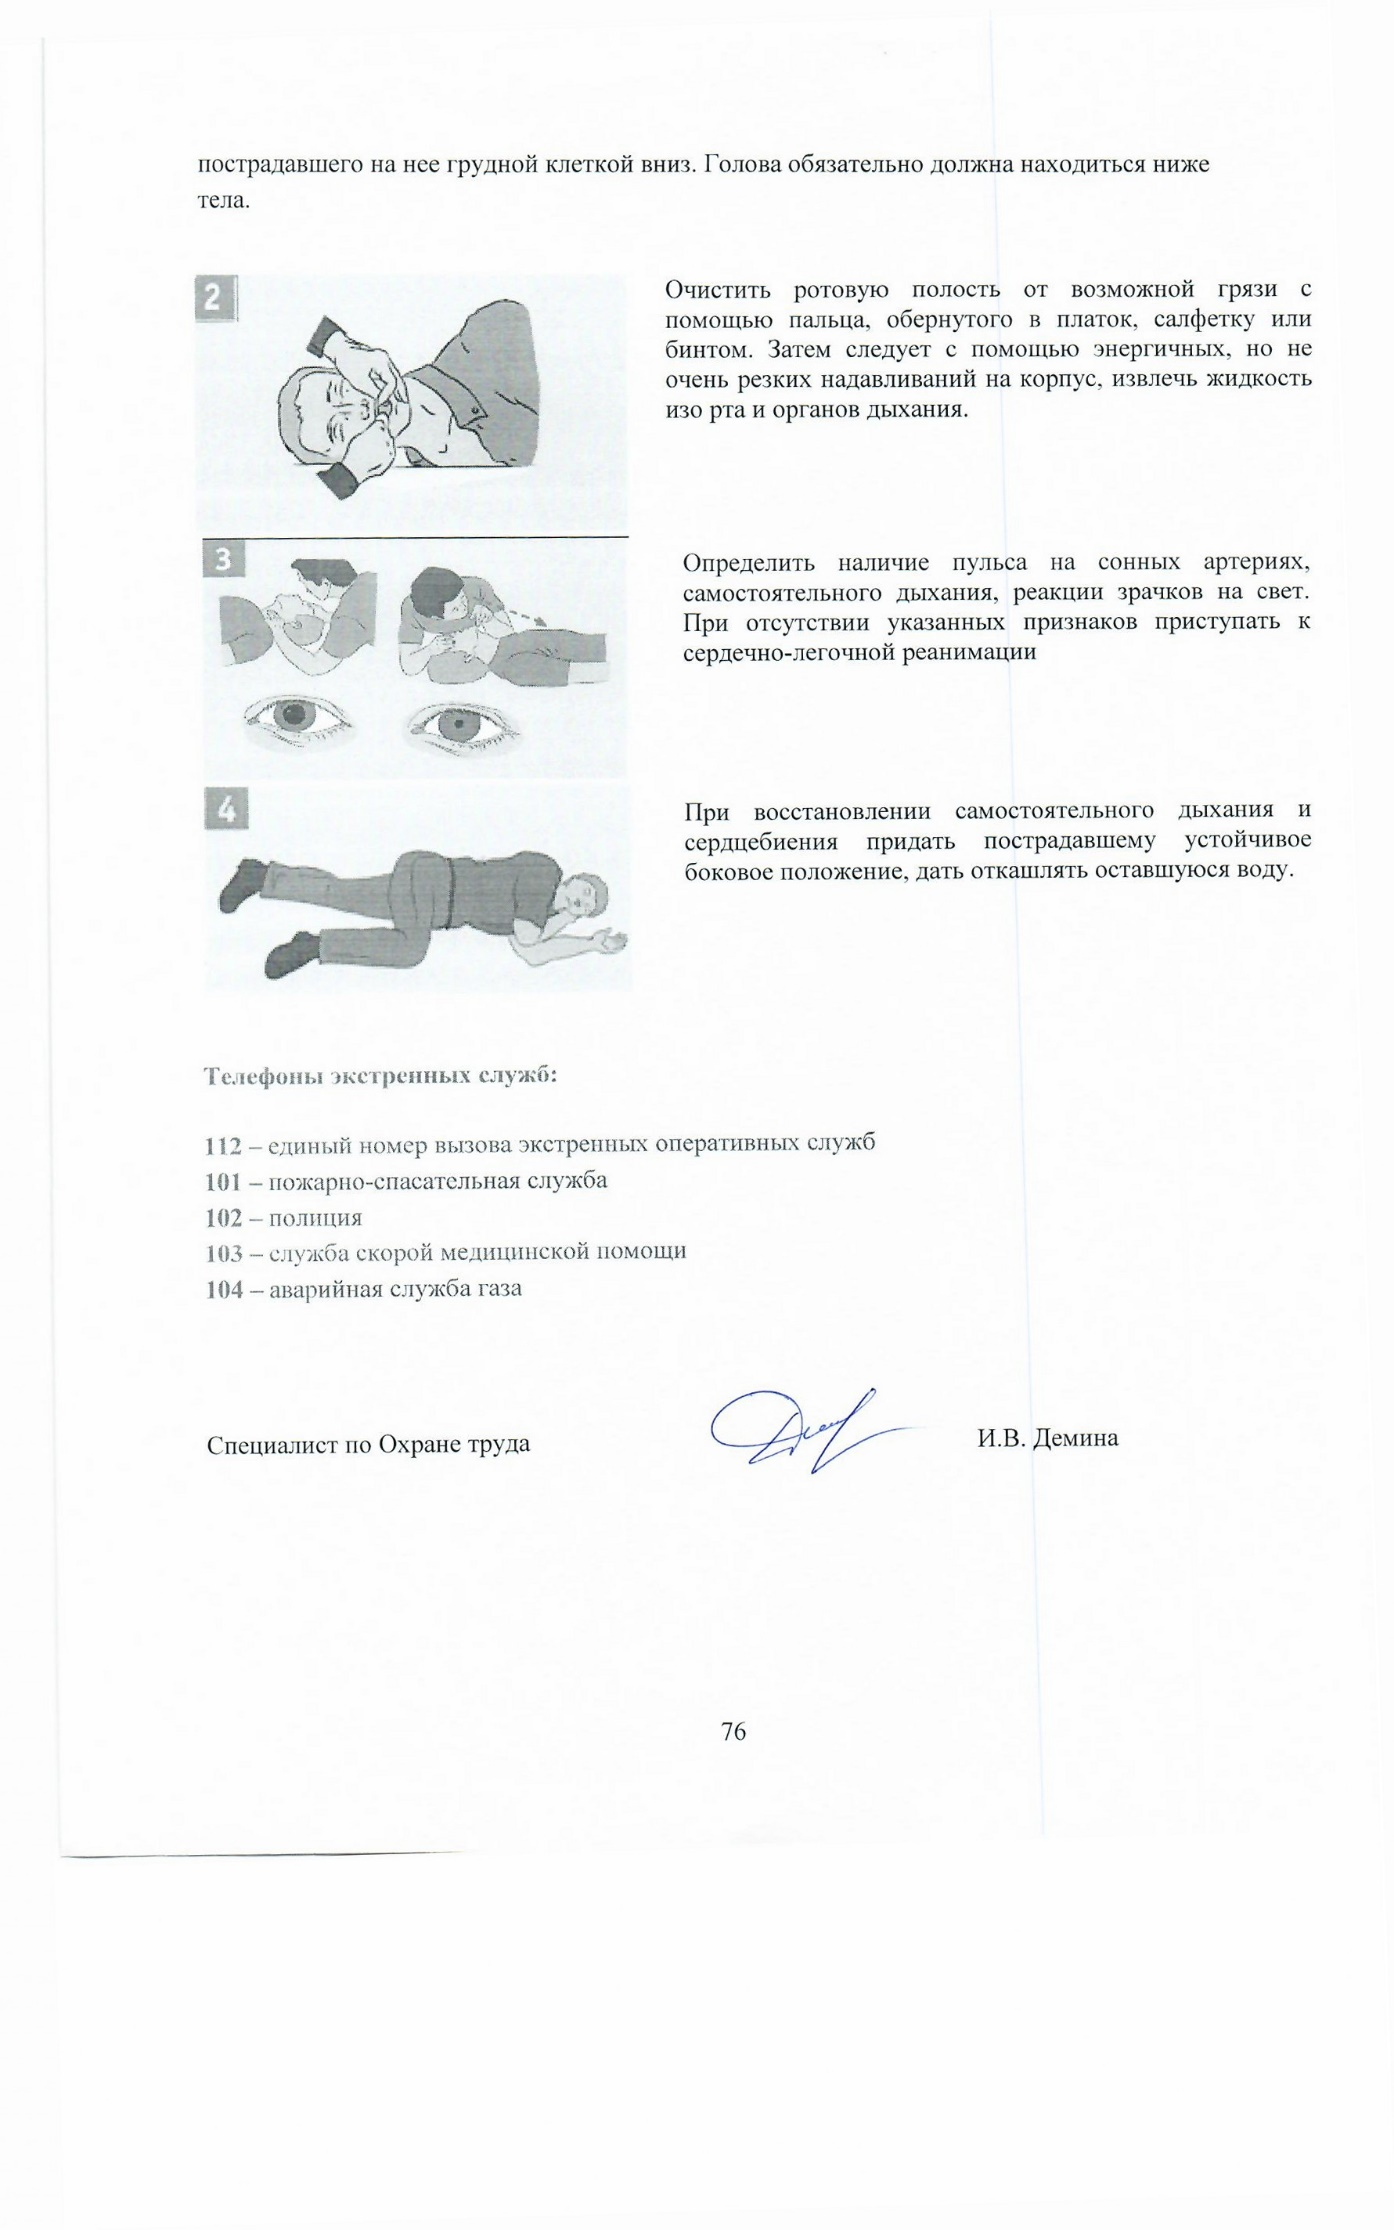 пострадавшего на нее грудной клеткой вниз. Голова обязательно должна находиться ниже
тела.
2
Очистить ротовую полость от возможной грязи с
помощью пальца, обернутого в платок, салфетку или
бинтом. Затем следует с помощью энергичных, но не
очень резких надавливаний на корпус, извлечь жидкость
изо рта и органов дыхания.
3
Определить наличие пульса на сонных артериях,
самостоятельного дыхания, реакции зрачков на свет.
При отсутствии указанных признаков приступать к
сердечно-легочной реанимации
4
При восстановлении самостоятельного дыхания и
сердцебиения придать пострадавшему устойчивое
боковое положение, дать откашлять оставшуюся воду.
Телефоны экстренных служб:
112 – единый номер вызова экстренных оперативных служб
101 – пожарно-спасательная служба
102 – полиция
103 – служба скорой медицинской помощи
104 – аварийная служба газа
Специалист по Охране труда
И.В. Демина
76